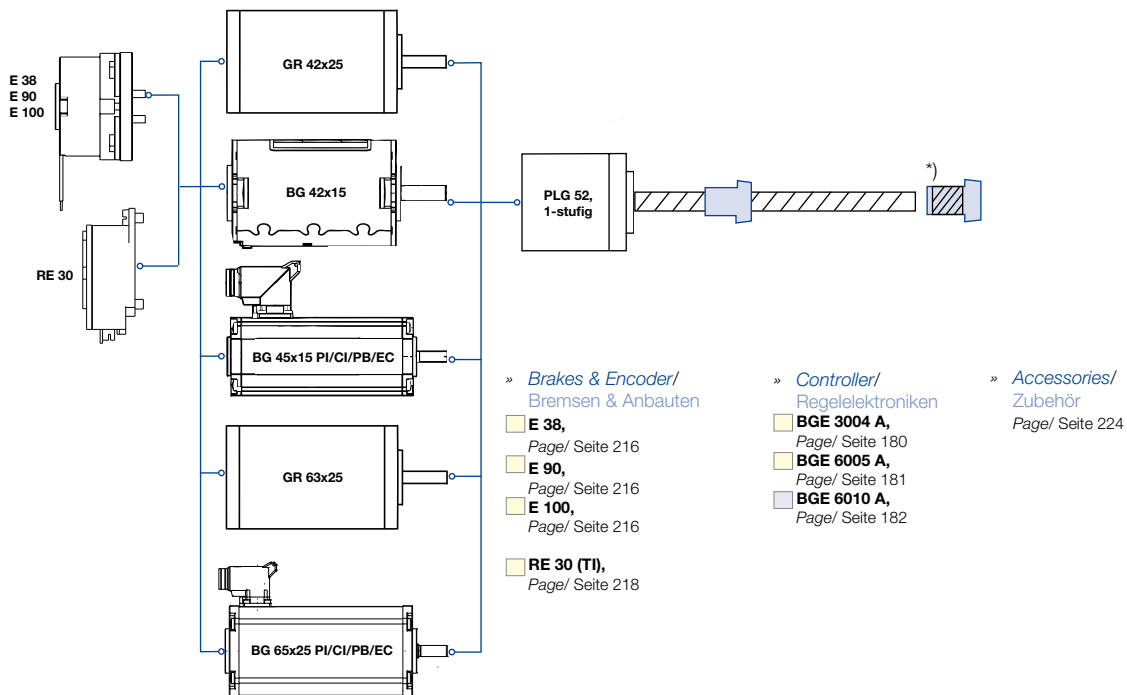 E 38
E 90
E 100
RE 30
GR 42x25
BG 42x15
BG 45x15 PI/CI/PB/EC
GR 63x25
BG 65x25 PI/CI/PB/EC
PLG 52,
1-stufig
*)
» Brakes & Encoder/
Bremsen & Anbauten
E 38,
Page/ Seite 216
E 90,
Page/ Seite 216
E 100,
Page/ Seite 216
RE 30 (TI),
Page/ Seite 218
» Controller/
Regelelektroniken
BGE 3004 A,
Page/ Seite 180
BGE 6005 A,
Page/ Seite 181
BGE 6010 A,
Page/ Seite 182
» Accessories/
Zubehör
Page/ Seite 224